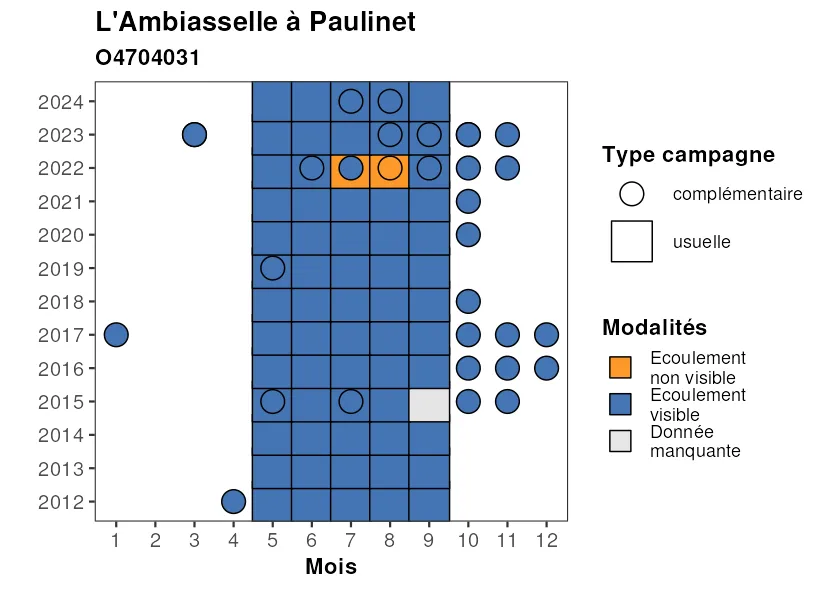 L'Ambiasselle à Paulinet
O4704031
2024
2023
2022
2021
2020
2019
2018
2017
2016
2015
2014
2013
2012
1 2 3 4 5 6 7 8 9 10 11 12
Mois
Type campagne
complémentaire
usuelle
Modalités
Ecoulement
non visible
Ecoulement
visible
Donnée
manquante